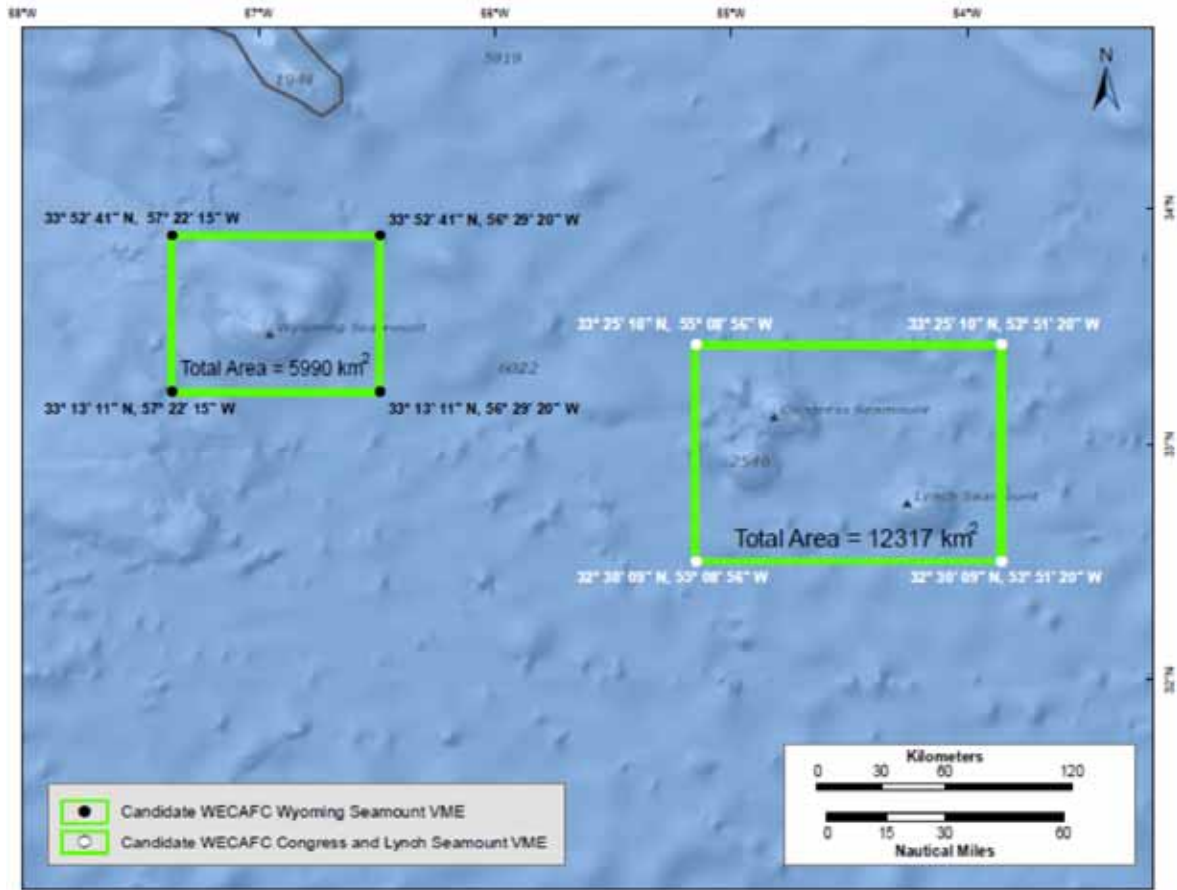 58°W 57°W 56°W 55°W 54°W
5919
N
33° 52' 41" N, 57° 22' 15" W
33° 52' 41" N, 56° 29' 20" W
34°N
Wyoming Seamount
Total Area = 5990 km2
6022
33° 13' 11" N, 57° 22' 15" W
33° 13' 11" N, 56° 29' 20" W
33° 25' 10" N, 55° 08' 56" W
33° 25' 10" N, 53° 51' 20" W
Congress Seamount
33°N
Lynch Seamount
Total Area = 12317 km2
32° 30' 09" N, 55° 08' 56" W
32° 30' 09" N, 53° 51' 20" W
32°N
Candidate WECAFC Wyoming Seamount VME
Candidate WECAFC Congress and Lynch Seamount VME
Kilometers
0 30 60 120
0 15 30 60
Nautical Miles